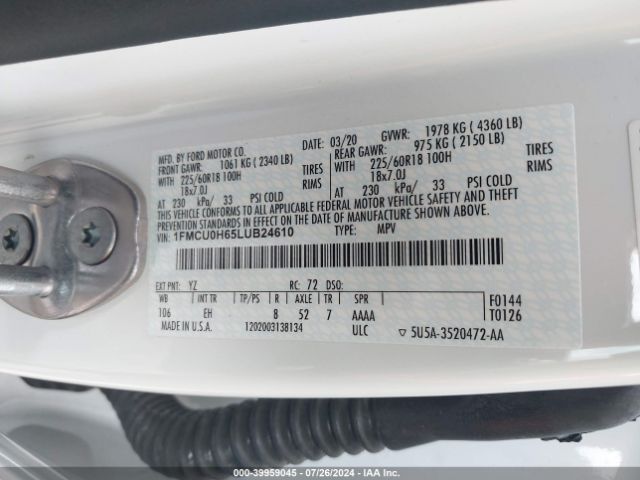 MFD. BY FORD MOTOR CO. DATE: 03/20 GVWR: 1978 KG ( 4360 LB)
FRONT GAWR: 1061 KG ( 2340 LB) REAR GAWR: 975 KG ( 2150 LB)
WITH 225/60R18 100H TIRES WITH 225/60R18 100H TIRES
18x7.0J RIMS 18x7.0J RIMS
AT 230 kPa/ 33 PSI COLD AT 230 kPa/ 33 PSI COLD
THIS VEHICLE CONFORMS TO ALL APPLICABLE FEDERAL MOTOR VEHICLE SAFETY AND THEFT
PREVENTION STANDARDS IN EFFECT ON THE DATE OF MANUFACTURE SHOWN ABOVE.
VIN: 1FMCU0H65LUB24610 TYPE: MPV
EXT PNT: YZ RC: 72 DSO:
WB INT TR TP/PS R AXLE TR SPR F0144
106 EH 8 52 7 AAAA T0126
MADE IN U.S.A. 1202003138134 ULC ▽ 5U5A-3520472-AA
000-39959045 - 07/26/2024 - IAA Inc.